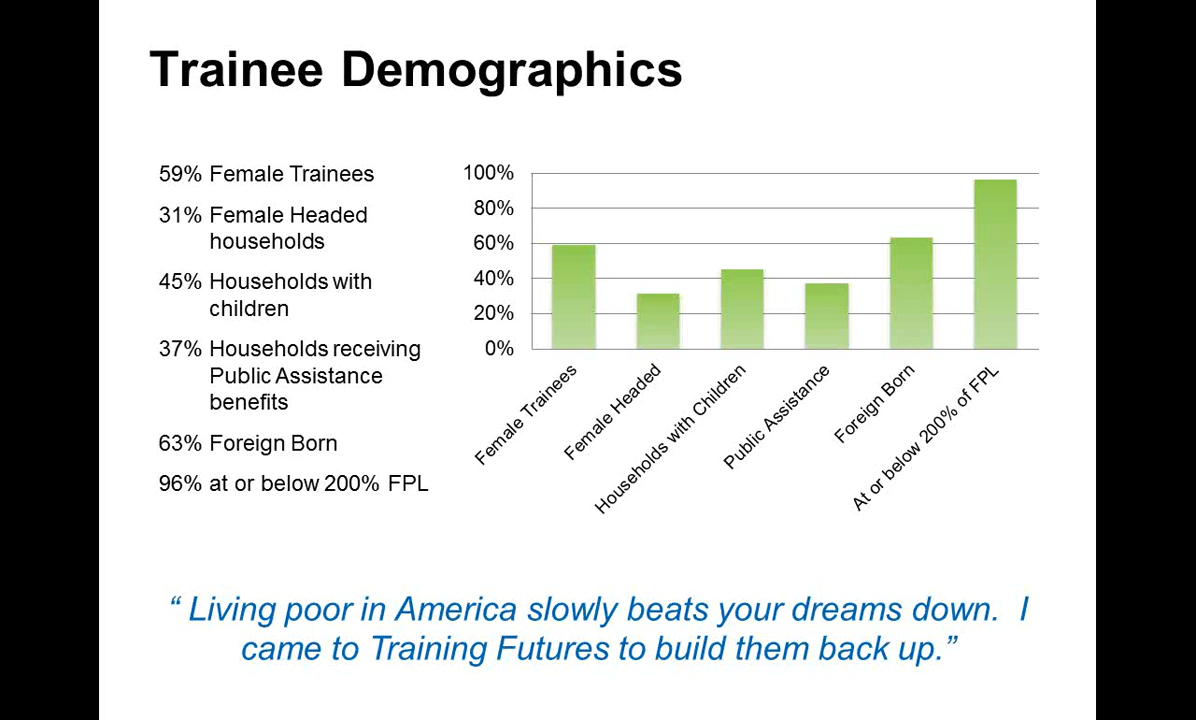 Trainee Demographics
59% Female Trainees
31% Female Headed
households
45% Households with
children
37% Households receiving
Public Assistance
benefits
63% Foreign Born
96% at or below 200% FPL
100%
80%
60%
40%
20%
0%
Female Trainees
Female Headed
Households with Children
Public Assistance
Foreign Born
At or below 200% of FPL
“ Living poor in America slowly beats your dreams down.  I
came to Training Futures to build them back up.”